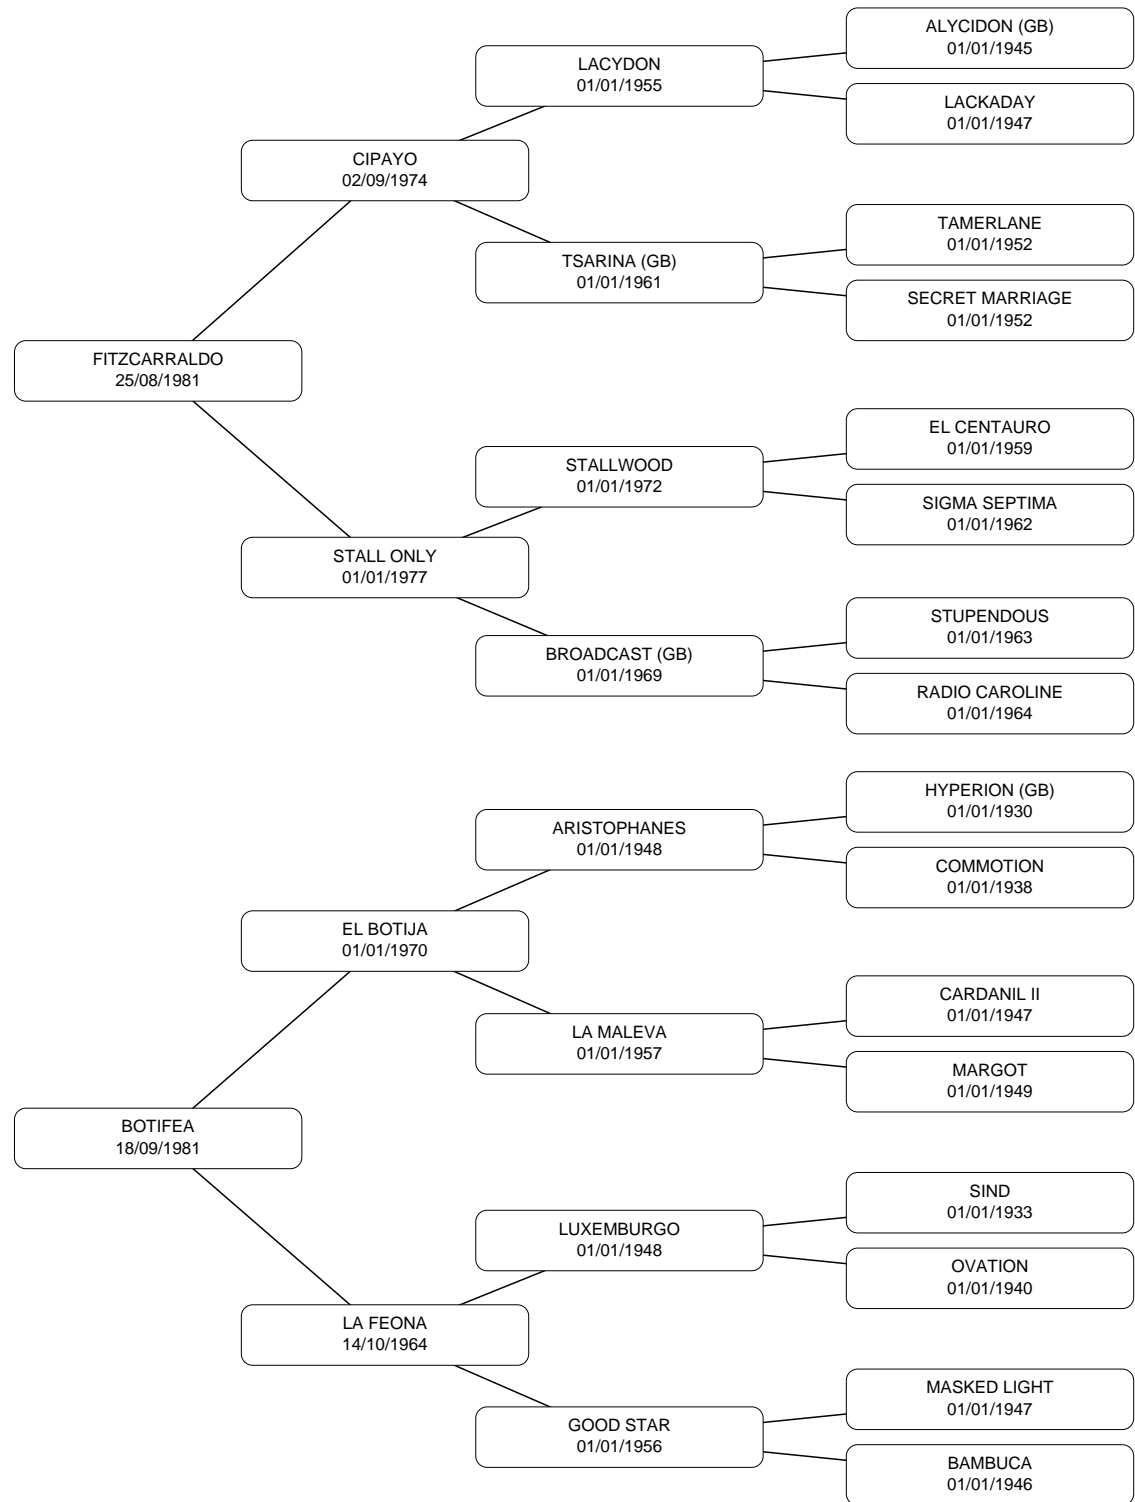 ALYCIDON (GB)
01/01/1945
LACYDON
01/01/1955
LACKADAY
01/01/1947
CIPAYO
02/09/1974
TAMERLANE
01/01/1952
TSARINA (GB)
01/01/1961
SECRET MARRIAGE
01/01/1952
FITZCARRALDO
25/08/1981
EL CENTAURO
01/01/1959
STALLWOOD
01/01/1972
SIGMA SEPTIMA
01/01/1962
STALL ONLY
01/01/1977
STUPENDOUS
01/01/1963
BROADCAST (GB)
01/01/1969
RADIO CAROLINE
01/01/1964
HYPERION (GB)
01/01/1930
ARISTOPHANES
01/01/1948
COMMOTION
01/01/1938
EL BOTIJA
01/01/1970
CARDANIL II
01/01/1947
LA MALEVA
01/01/1957
MARGOT
01/01/1949
BOTIFEA
18/09/1981
SIND
01/01/1933
LUXEMBURGO
01/01/1948
OVATION
01/01/1940
LA FEONA
14/10/1964
MASKED LIGHT
01/01/1947
GOOD STAR
01/01/1956
BAMBUCA
01/01/1946